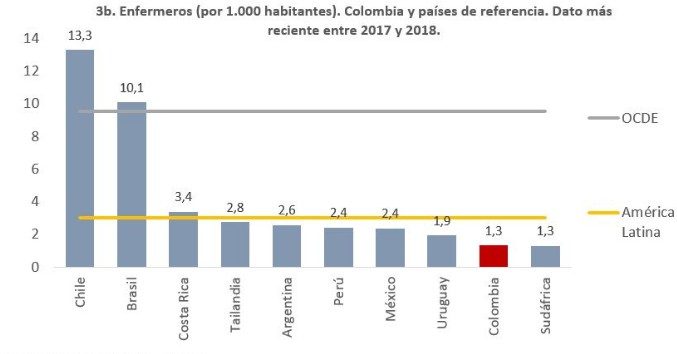 3b. Enfermeros (por 1.000 habitantes). Colombia y países de referencia. Dato más
reciente entre 2017 y 2018.
14
12
10
8
6
4
2
0
13,3
10,1
3,4
2,8
2,6
2,4
2,4
1,9
1,3
1,3
OCDE
América
Latina
Chile
Brasil
Costa Rica
Tailandia
Argentina
Perú
México
Uruguay
Colombia
Sudáfrica